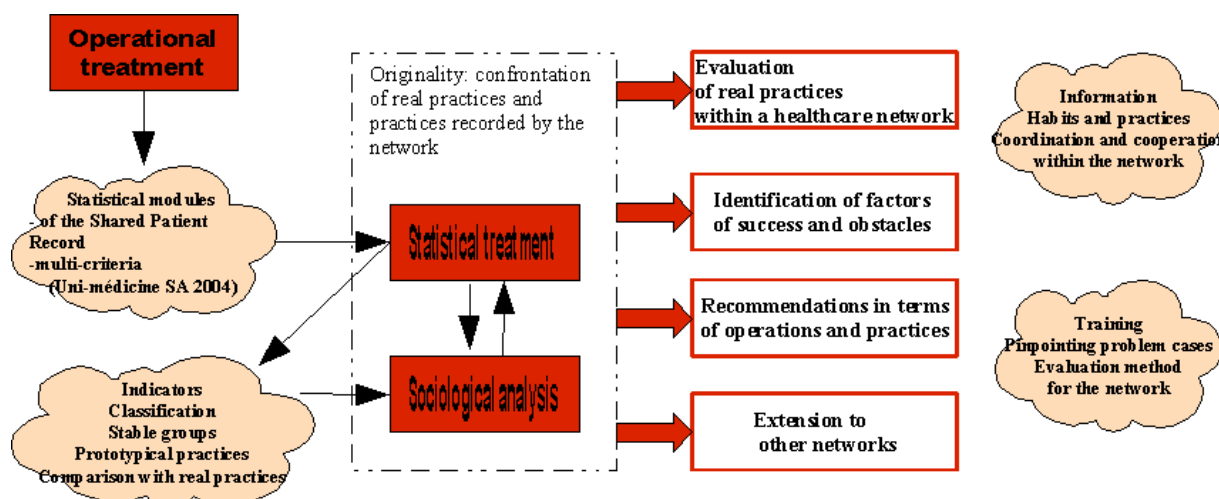 Operational
treatment
Statistical modules
- of the Shared Patient
Record
-multi-criteria
(Uni-médicine SA 2004)
Indicators
Classification
Stable groups
Prototypical practices
Comparison with real practices
Originality: confrontation
of real practices and
practices recorded by the
network
Statistical treatment
Sociological analysis
Evaluation
of real practices
within a healthcare network
Identification of factors
of success and obstacles
Recommendations in terms
of operations and practices
Extension to
other networks
Information
Habits and practices
Coordination and cooperation
within the network
Training
Pinpointing problem cases
Evaluation method
for the network